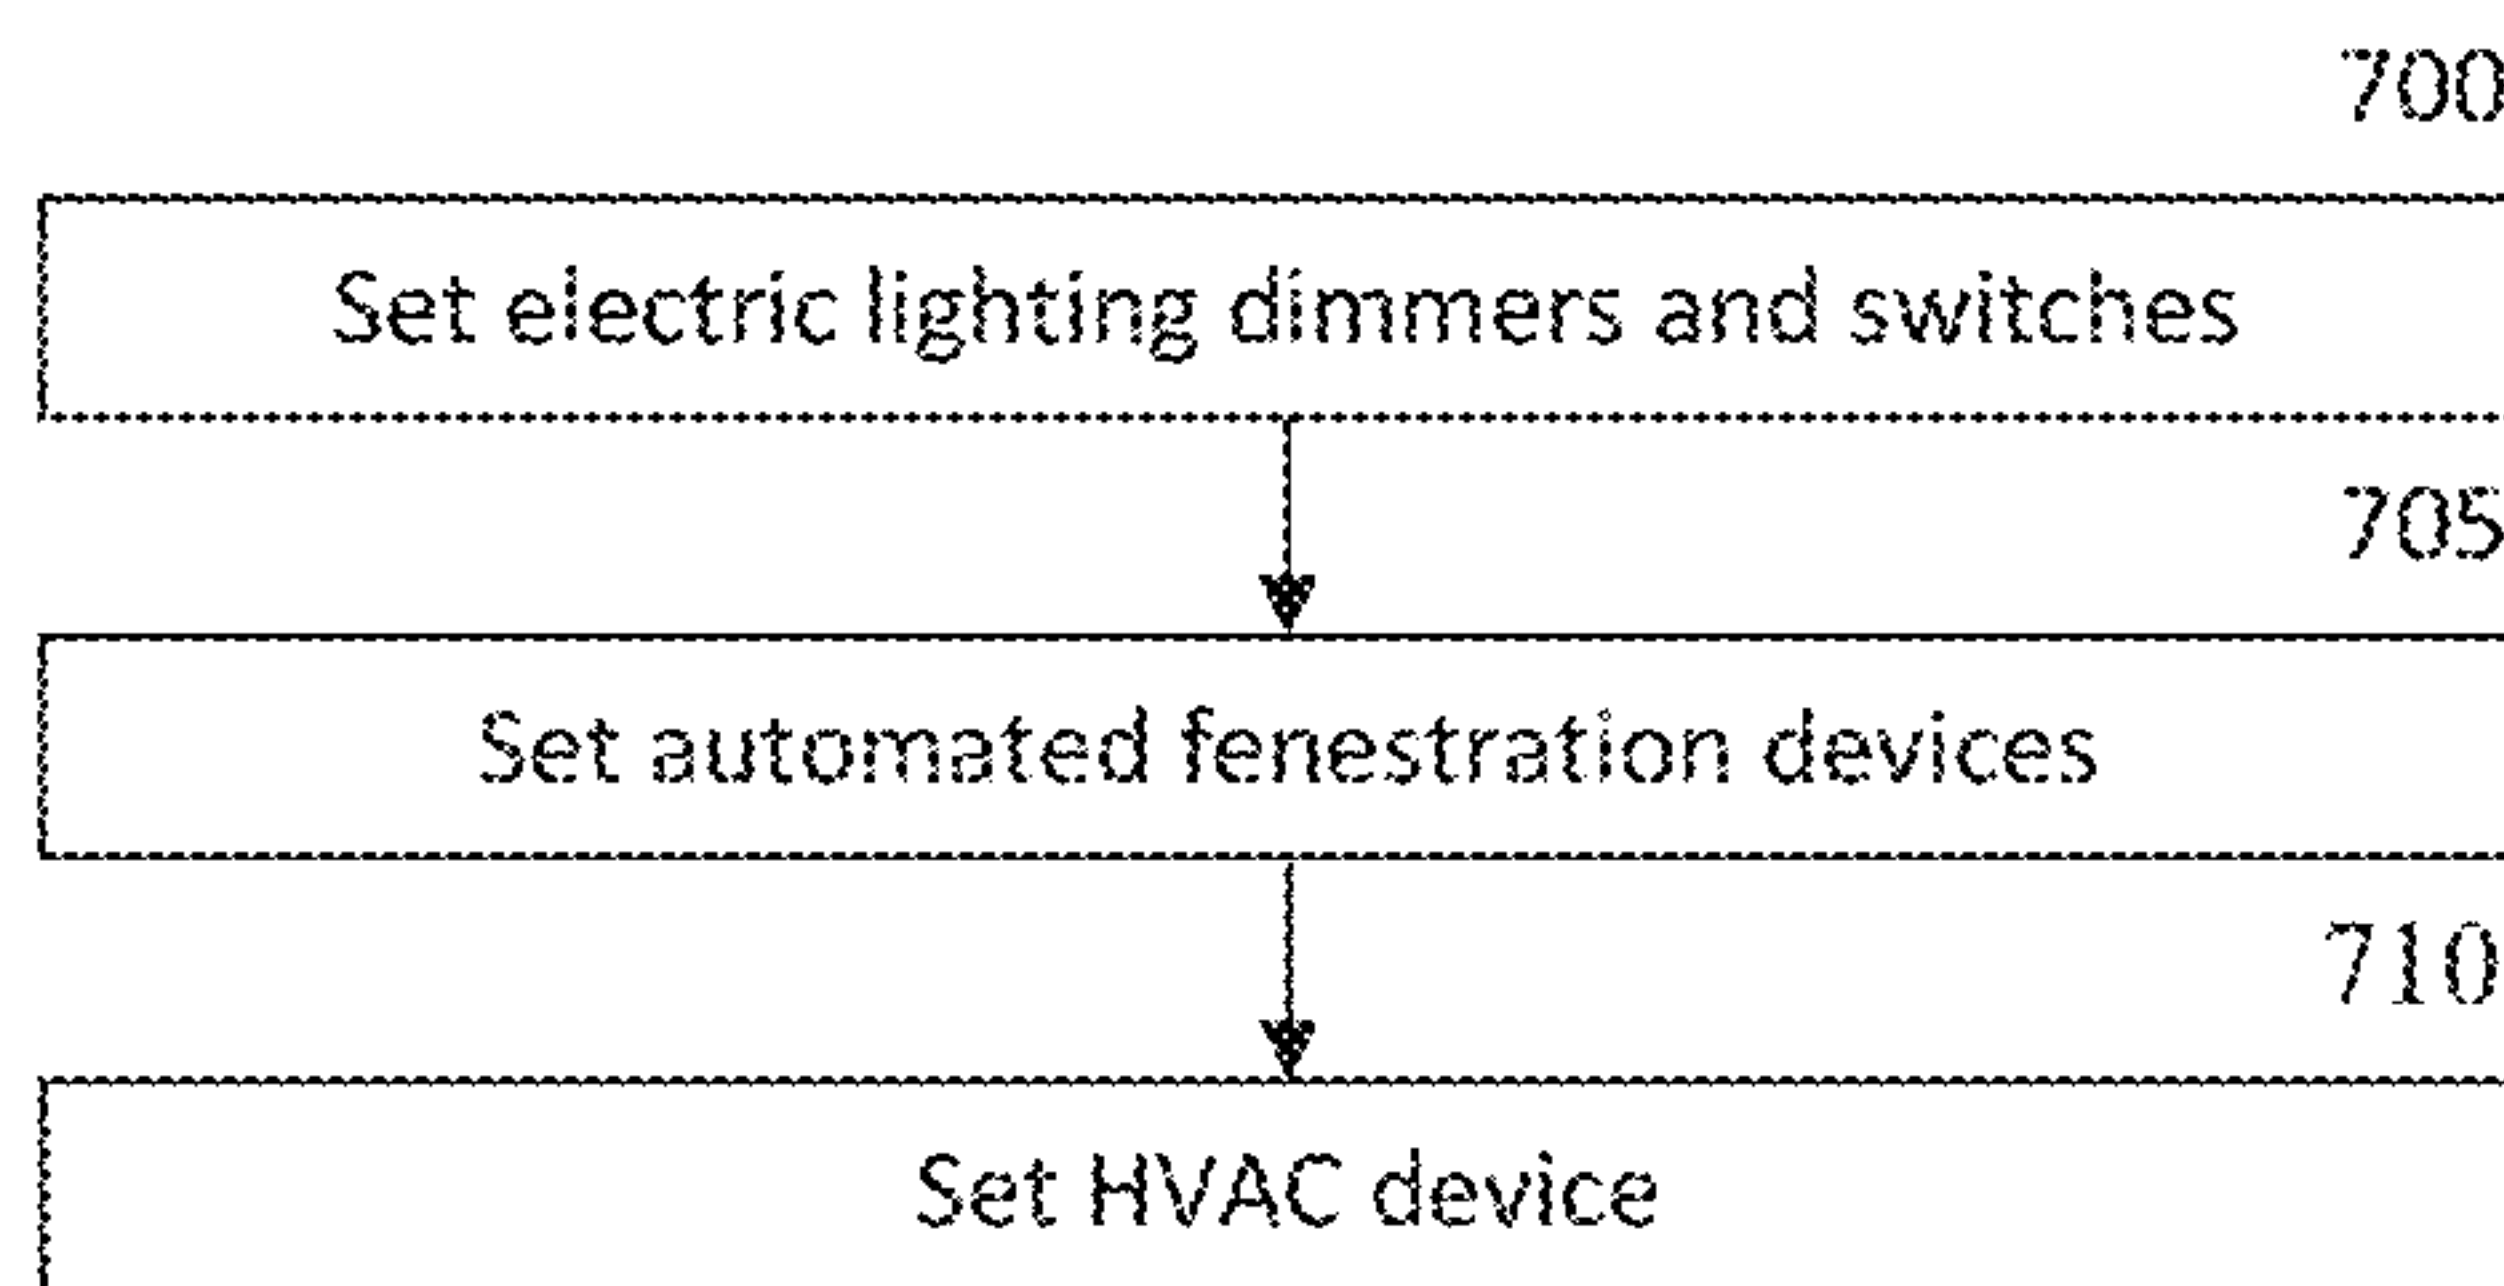 700
Set electric lighting dimmers and switches
705
Set automated fenestration devices
710
Set HVAC device